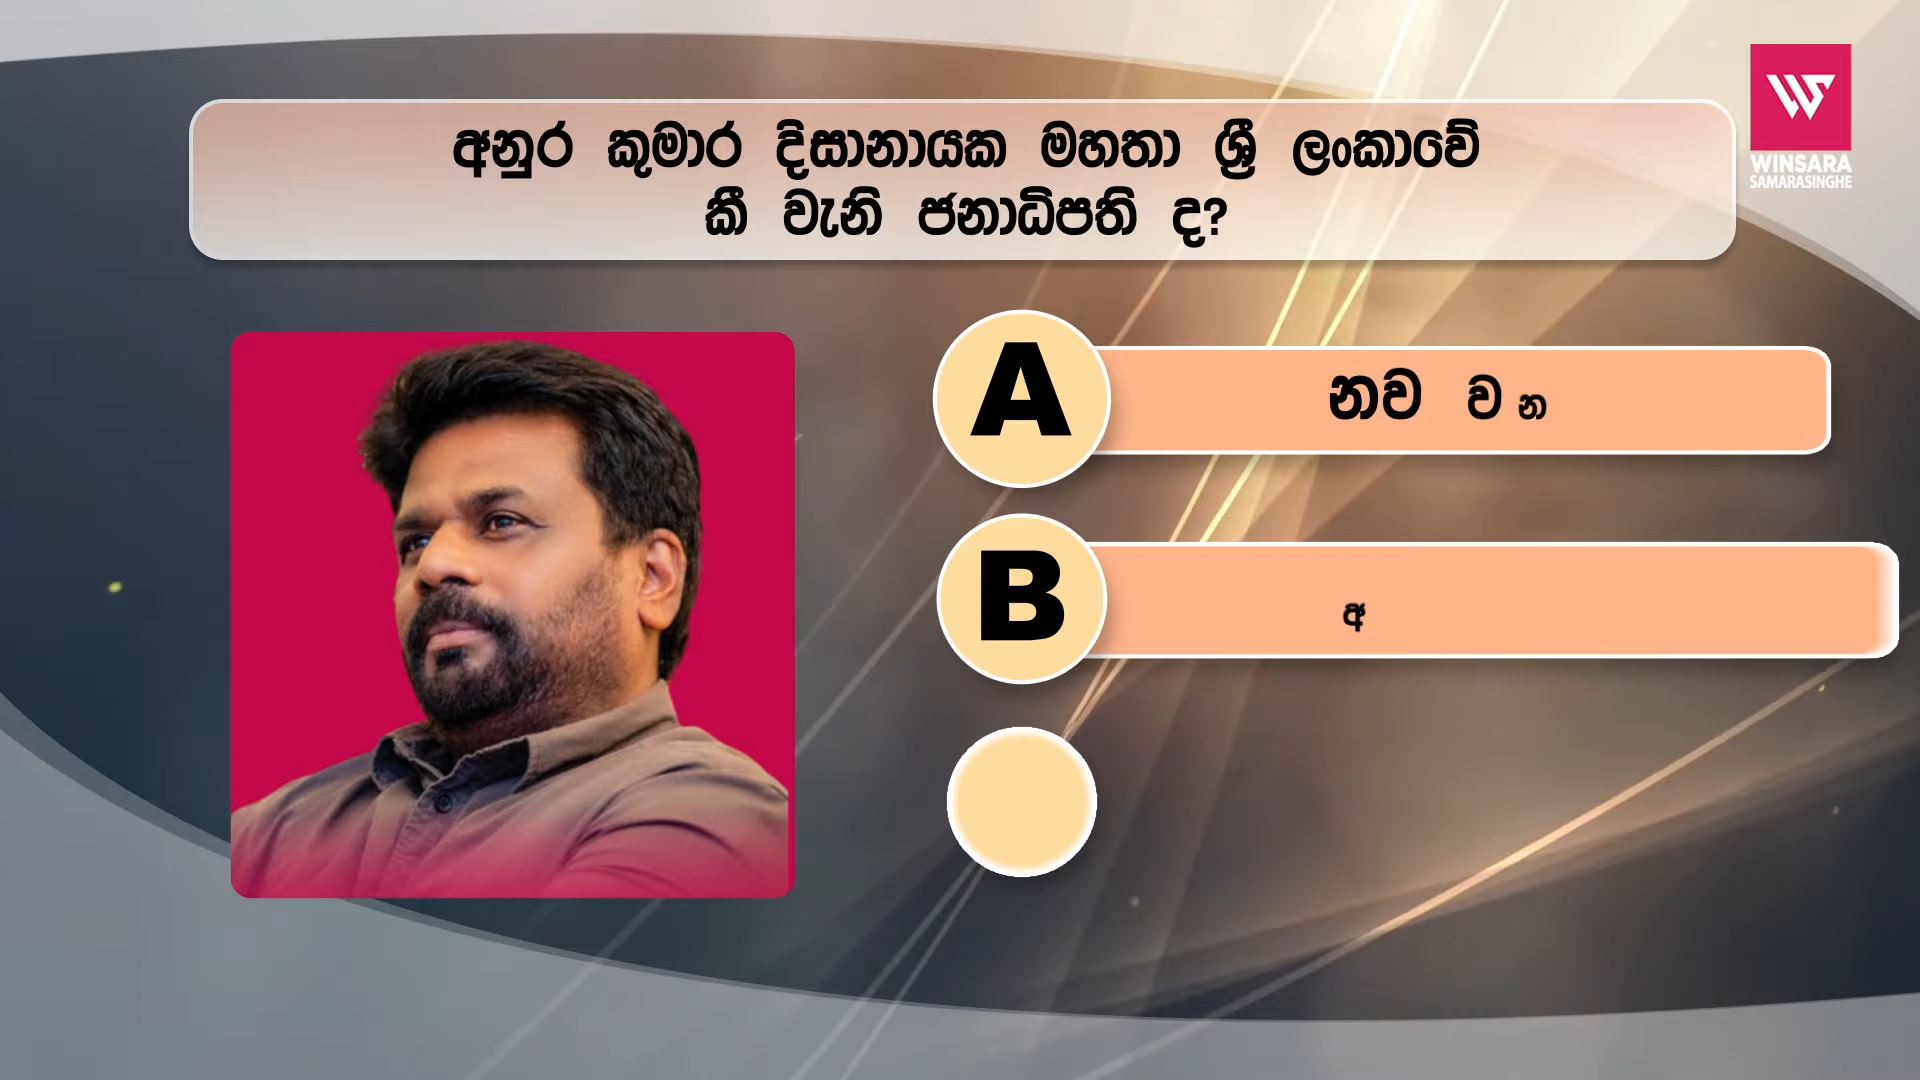 අනුර කුමාර දිසානායක මහතා ශ්‍රී ලංකාවේ
කී වැනි ජනාධිපති ද?
WINSARA
SAMARASINGHE
A
නව ව න
B
අ